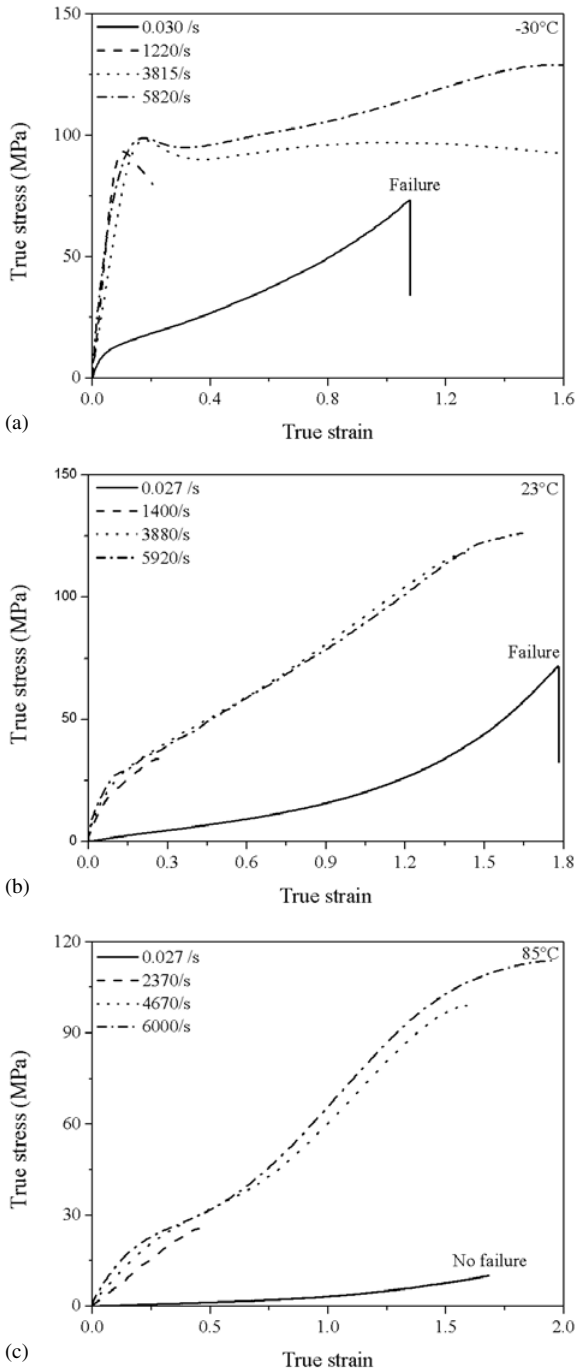 150
0.030 /s
-30°C
1220/s
3815/s
5820/s
100
Failure
50
0
0.0 0.4 0.8 1.2 1.6
True stress (MPa)
True strain
(a)
150
0.027 /s
23°C
1400/s
3880/s
5920/s
100
Failure
50
0
0.0 0.3 0.6 0.9 1.2 1.5 1.8
True stress (MPa)
True strain
(b)
120
0.027 /s
85°C
2370/s
4670/s
6000/s
90
60
30
No failure
0
0.0 0.5 1.0 1.5 2.0
True stress (MPa)
True strain
(c)